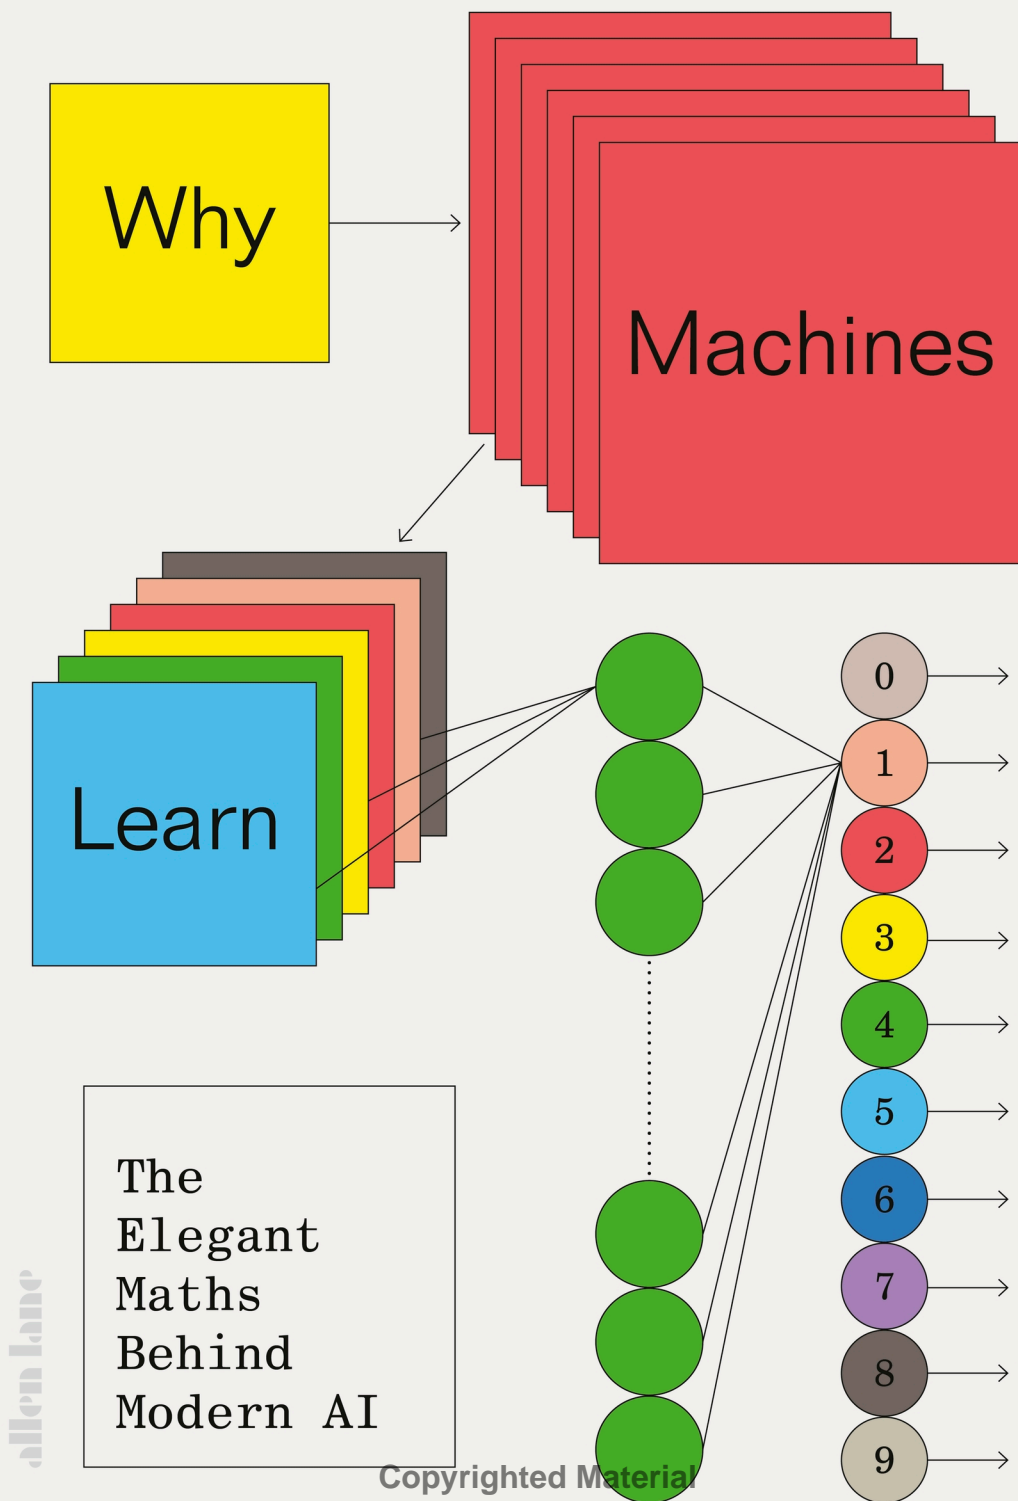 Why
Machines
Learn
0
1
2
3
4
5
6
7
8
9
The
Elegant
Maths
Behind
Modern AI
allen lane
Copyrighted Material